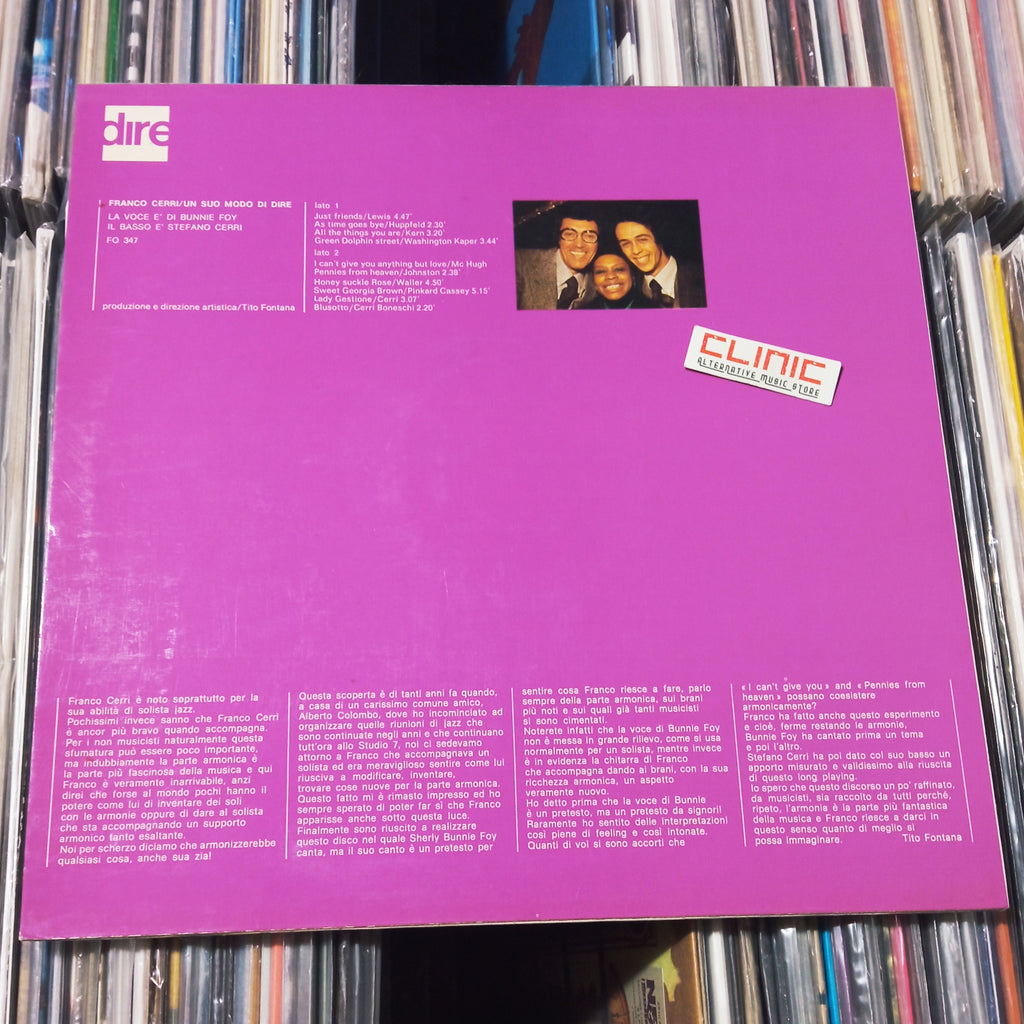 dire
FRANCO CERRI/UN SUO MODO DI DIRE
LA VOCE E' DI BUNNIE FOY
IL BASSO E' STEFANO CERRI
FO 347
produzione e direzione artistica/Tito Fontana
lato 1
Just friends/Lewis 4.47'
As time goes bye/Huppfeld 2.30'
All the things you are/Kern 3.20'
Green Dolphin street/Washington Kaper 3.44'
lato 2
I can't give you anything but love/Mc Hugh
Pennies from heaven/Johnston 2.38'
Honey suckle Rose/Waller 4.50'
Sweet Georgia Brown/Pinkard Cassey 5.15'
Lady Gestione/Cerri 3.07'
Blusotto/Cerri Boneschi 2.20'
CLINIC
ALTERNATIVE MUSIC STORE
Franco Cerri è noto soprattutto per la
sua abilità di solista jazz.
Pochissimi invece sanno che Franco Cerri
è ancor più bravo quando accompagna.
Per i non musicisti naturalmente questa
sfumatura può essere poco importante,
ma indubbiamente la parte armonica è
la parte più fascinosa della musica e qui
Franco è veramente inarrivabile, anzi
direi che forse al mondo pochi hanno il
potere come lui di inventare dei soli
con le armonie oppure di dare al solista
che sta accompagnando un supporto
armonico tanto esaltante.
Noi per scherzo diciamo che armonizzerebbe
qualsiasi cosa, anche sua zia!
Questa scoperta è di tanti anni fa quando,
a casa di un carissimo comune amico,
Alberto Colombo, dove ho incominciato ad
organizzare quelle riunioni di jazz che
sono continuate negli anni e che continuano
tutt'ora allo Studio 7, noi ci sedevamo
attorno a Franco che accompagnava un
solista ed era meraviglioso sentire come lui
riusciva a modificare, inventare,
trovare cose nuove per la parte armonica.
Questo fatto mi è rimasto impresso ed ho
sempre sperato di poter far si che Franco
apparisse anche sotto questa luce.
Finalmente sono riuscito a realizzare
questo disco nel quale Sherly Bunnie Foy
canta, ma il suo canto è un pretesto per
sentire cosa Franco riesce a fare, parlo
sempre della parte armonica, sui brani
più noti e sui quali già tanti musicisti
si sono cimentati.
Noterete infatti che la voce di Bunnie Foy
non è messa in grande rilievo, come si usa
normalmente per un solista, mentre invece
è in evidenza la chitarra di Franco
che accompagna dando ai brani, con la sua
ricchezza armonica, un aspetto
veramente nuovo.
Ho detto prima che la voce di Bunnie
è un pretesto, ma un pretesto da signori!
Raramente ho sentito delle interpretazioni
così piene di feeling e così intonate.
Quanti di voi si sono accorti che
« I can't give you » and « Pennies from
heaven » possano coesistere
armonicamente?
Franco ha fatto anche questo esperimento
e cioè, ferme restando le armonie,
Bunnie Foy ha cantato prima un tema
e poi l'altro.
Stefano Cerri ha poi dato col suo basso un
apporto misurato e validissimo alla riuscita
di questo long playing.
Io spero che questo discorso un po' raffinato,
da musicisti, sia raccolto da tutti perché,
ripeto, l'armonia è la parte più fantastica
della musica e Franco riesce a darci in
questo senso quanto di meglio si
possa immaginare.
Tito Fontana